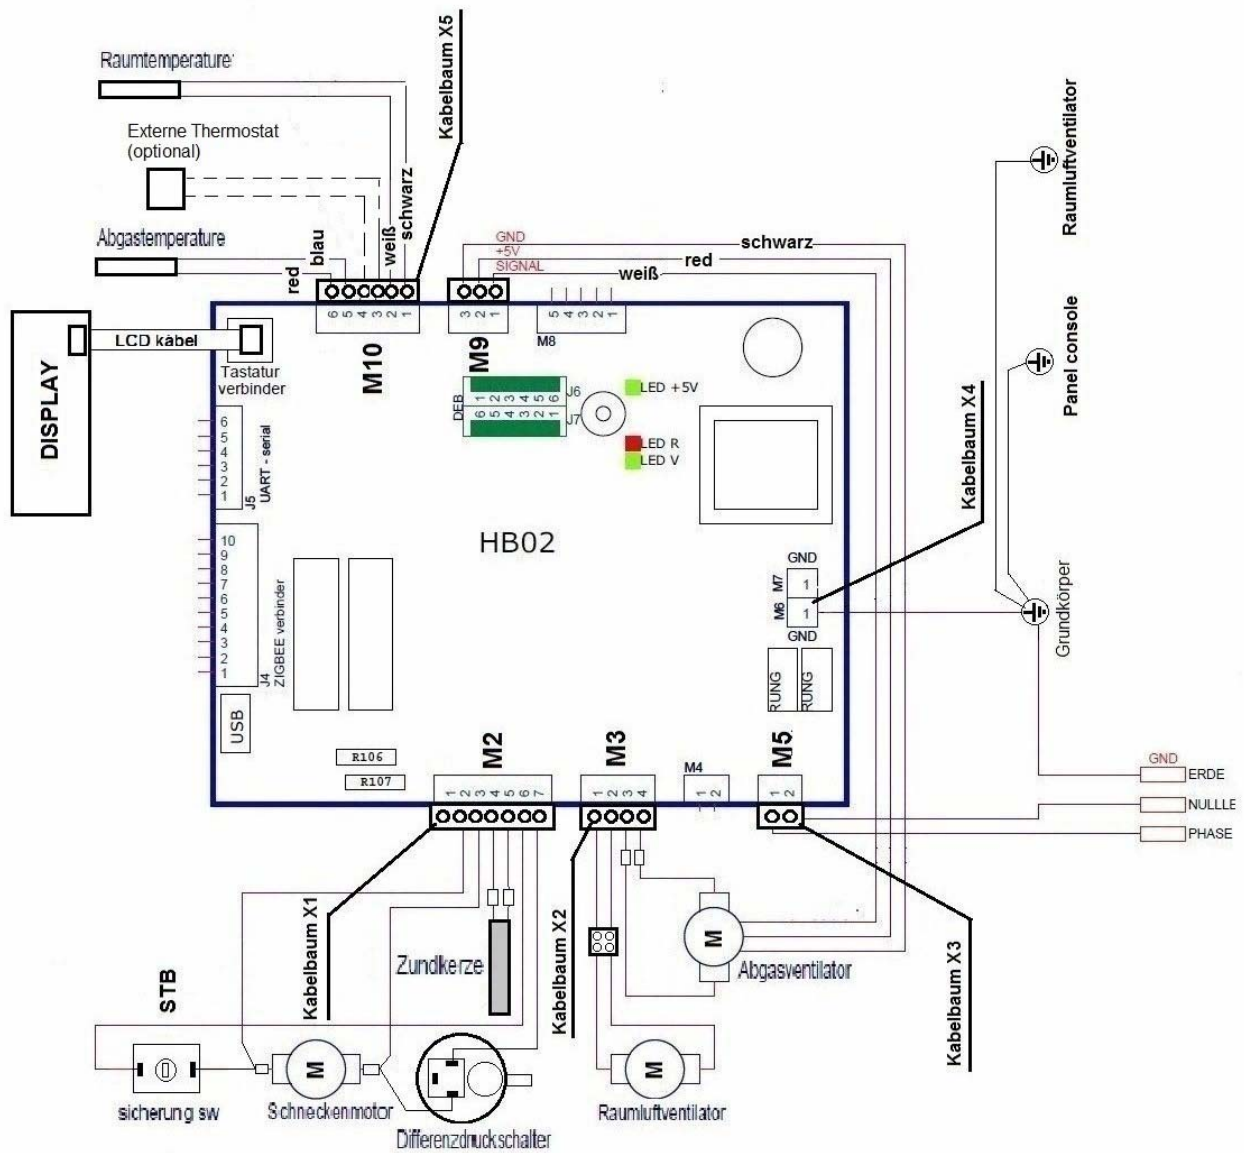 Raumtemperature
Kabelbaum X5
Externe Thermostat
(optional)
schwarz
weiß
Abgastemperature
blau
red
GND
+5V
SIGNAL
schwarz
red
weiß
Raumluftventilator
Panel console
Kabelbaum X4
DISPLAY
LCD kàbel
Tastatur
verbinder
6 5 4 3 2 1
M10
3 2 1
M9
5 4 3 2 1
M8
DEB
1 2 3 4 5 6
J6
6 5 4 3 2 1
J7
LED +5V
LED R
LED V
6
5
4
3
2
1
J5
UART - serial
HB02
10
9
8
7
6
5
4
3
2
1
J4
ZIGBEE verbinder
USB
GND
M7
1
M6
1
GND
Grundkörper
RUNG
RUNG
R106
R107
M2
1 2 3 4 5 6 7
M3
1 2 3 4
M4
1 2
M5
1 2
GND
ERDE
NULLLE
PHASE
Kabelbaum X1
Kabelbaum X2
Kabelbaum X3
Zundkerze
M
Abgasventilator
STB
sicherung sw
M
Schneckenmotor
Differenzdruckschalter
M
Raumluftventilator